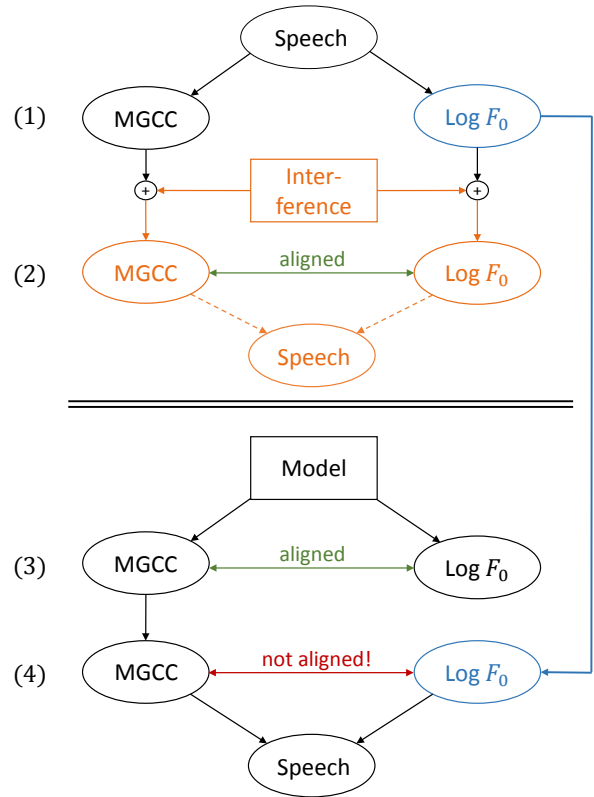 Speech
(1)
MGCC
Log F₀
+
+
Inter-
ference
(2)
MGCC
aligned
Log F₀
Speech
Model
(3)
MGCC
aligned
Log F₀
(4)
MGCC
not aligned!
Log F₀
Speech